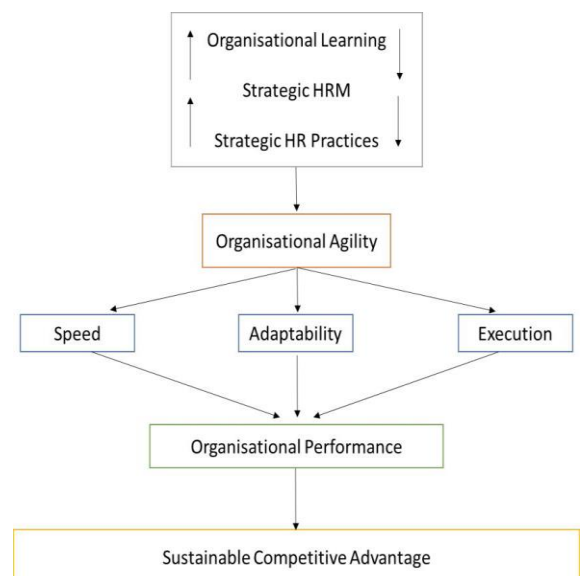 Organisational Learning
Strategic HRM
Strategic HR Practices
Organisational Agility
Speed
Adaptability
Execution
Organisational Performance
Sustainable Competitive Advantage